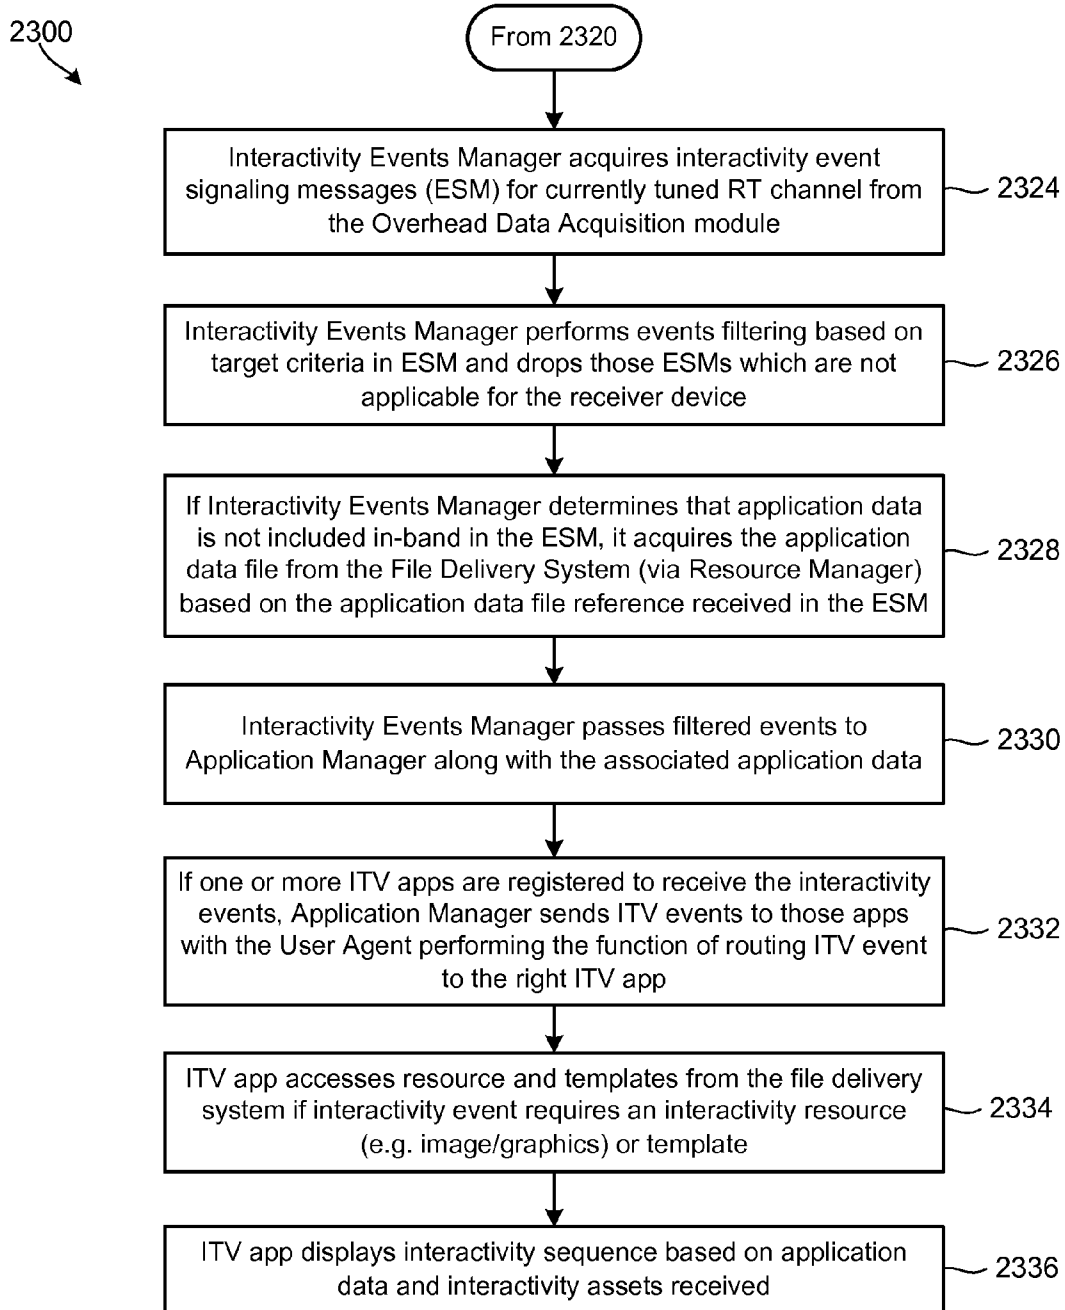 2300
From 2320
Interactivity Events Manager acquires interactivity event
signaling messages (ESM) for currently tuned RT channel from
the Overhead Data Acquisition module
2324
Interactivity Events Manager performs events filtering based on
target criteria in ESM and drops those ESMs which are not
applicable for the receiver device
2326
If Interactivity Events Manager determines that application data
is not included in-band in the ESM, it acquires the application
data file from the File Delivery System (via Resource Manager)
based on the application data file reference received in the ESM
2328
Interactivity Events Manager passes filtered events to
Application Manager along with the associated application data
2330
If one or more ITV apps are registered to receive the interactivity
events, Application Manager sends ITV events to those apps
with the User Agent performing the function of routing ITV event
to the right ITV app
2332
ITV app accesses resource and templates from the file delivery
system if interactivity event requires an interactivity resource
(e.g. image/graphics) or template
2334
ITV app displays interactivity sequence based on application
data and interactivity assets received
2336